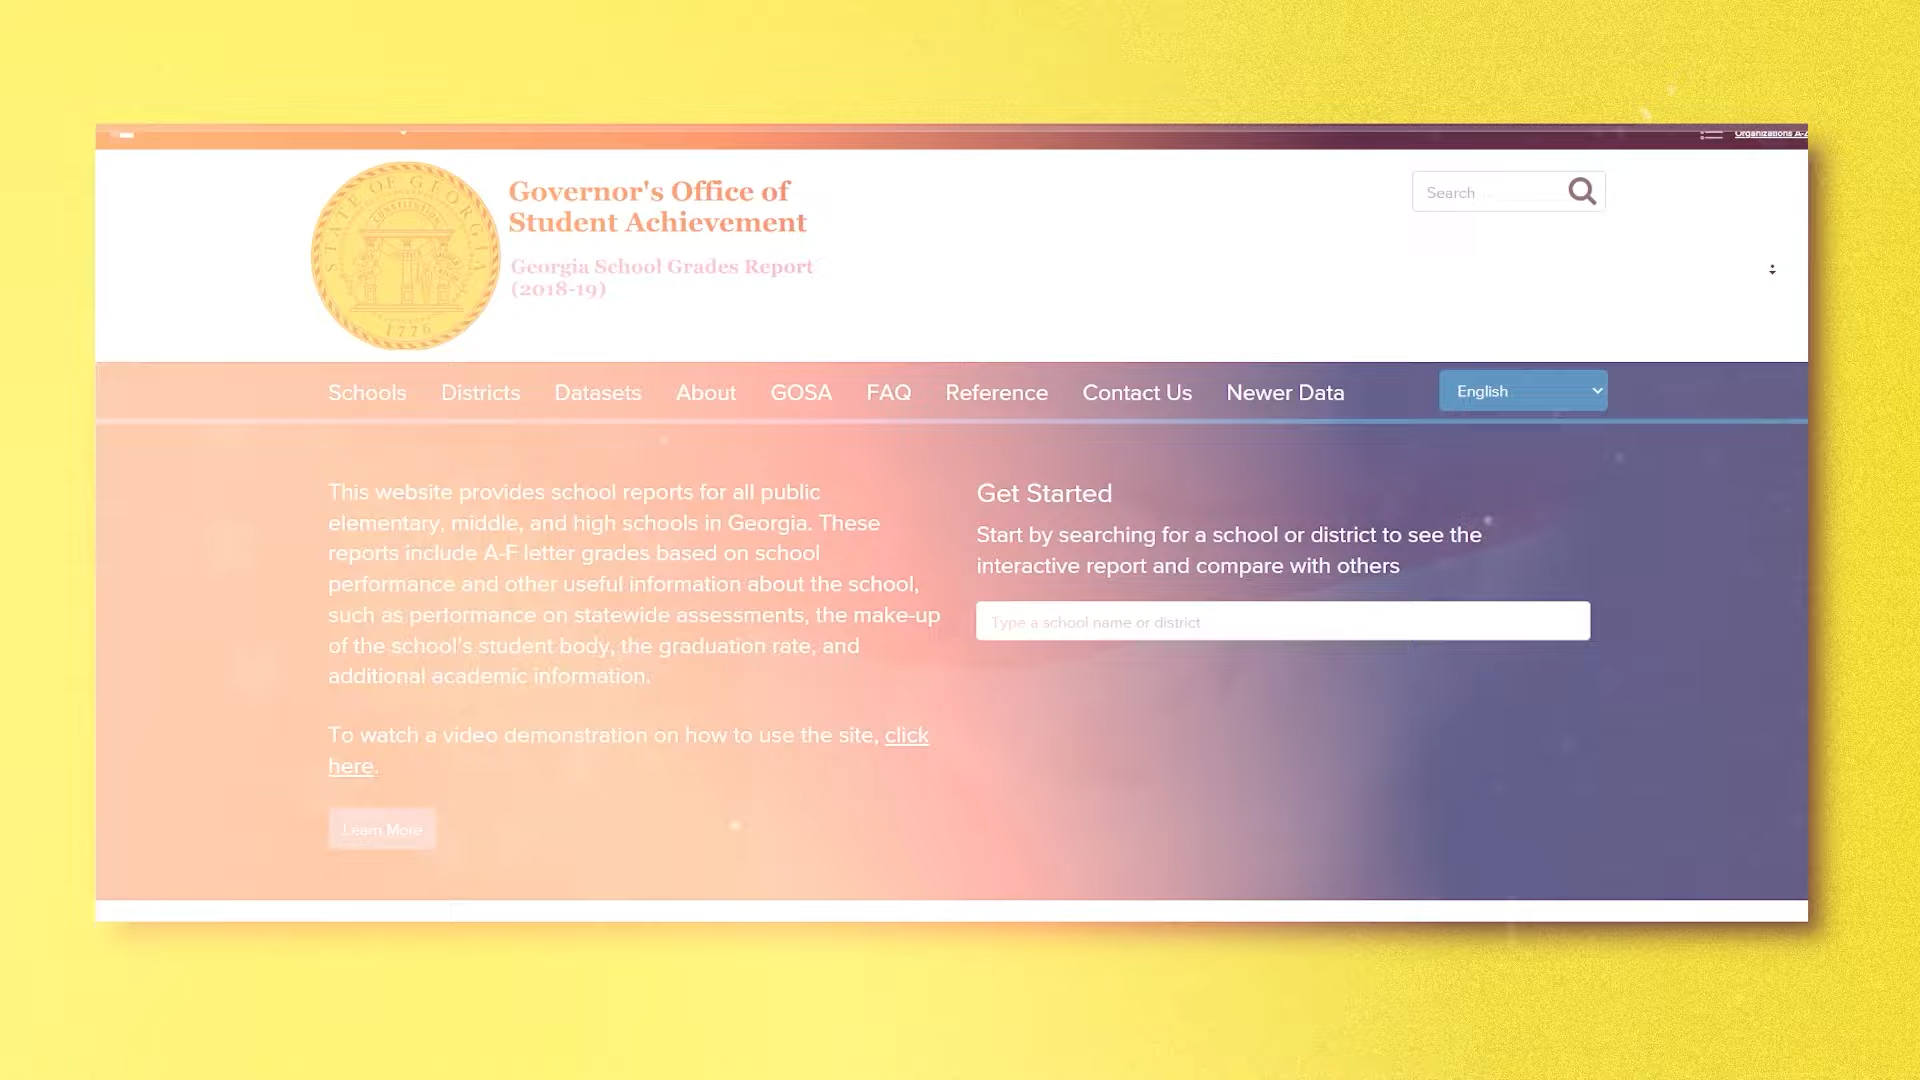 Organizations A-Z
STATE OF GEORGIA
CONSTITUTION
1776
Governor's Office of
Student Achievement
Georgia School Grades Report
(2018-19)
Search
Schools Districts Datasets About GOSA FAQ Reference Contact Us Newer Data English
This website provides school reports for all public
elementary, middle, and high schools in Georgia. These
reports include A-F letter grades based on school
performance and other useful information about the school,
such as performance on statewide assessments, the make-up
of the school's student body, the graduation rate, and
additional academic information.
To watch a video demonstration on how to use the site, click
here.
Learn More
Get Started
Start by searching for a school or district to see the
interactive report and compare with others
Type a school name or district